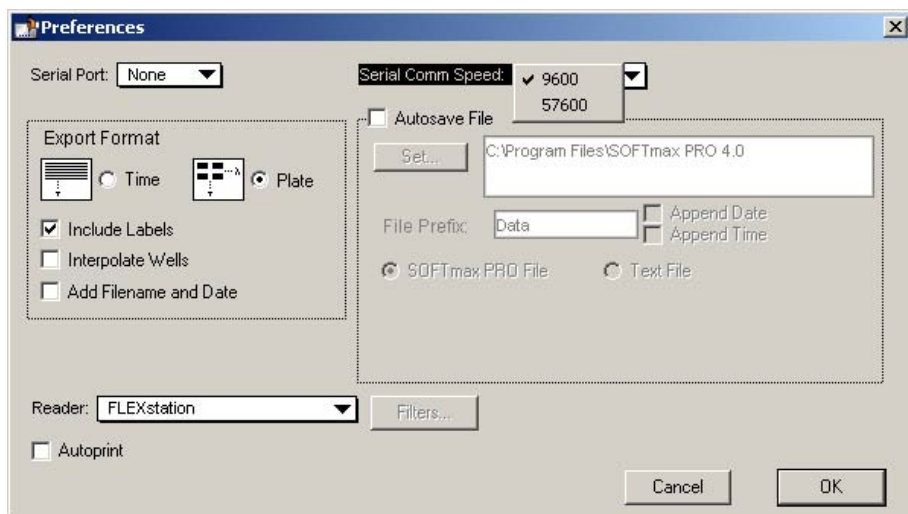 Preferences
Serial Port: None
Serial Comm Speed: ✓ 9600
57600
Export Format
Time
Plate
Include Labels
Interpolate Wells
Add Filename and Date
Autosave File
Set...
C:\Program Files\SOFTmax PRO 4.0
File Prefix: Data
Append Date
Append Time
SOFTmax PRO File
Text File
Reader: FLEXstation
Filters...
Autoprint
Cancel
OK